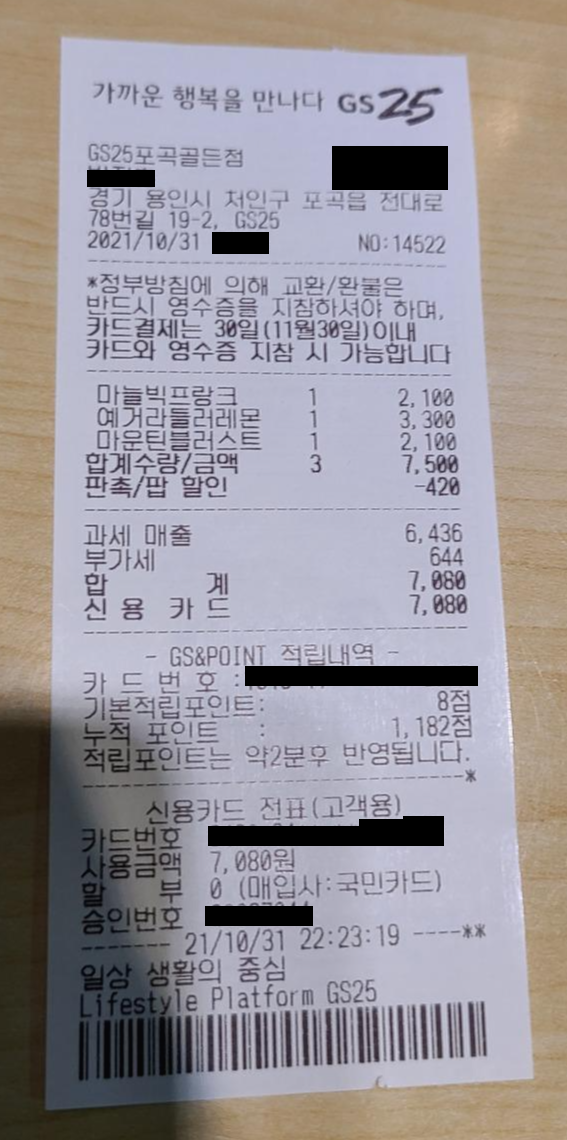 가까운 행복을 만나다 GS25
GS25포곡골든점
경기 용인시 처인구 포곡읍 전대로
78번길 19-2, GS25
2021/10/31 NO:14522
*정부방침에 의해 교환/환불은
반드시 영수증을 지참하셔야 하며,
카드결제는 30일(11월30일)이내
카드와 영수증 지참 시 가능합니다
마늘빅프랑크 1 2,100
예거라들러레몬 1 3,300
마운틴블러스트 1 2,100
합계수량/금액 3 7,500
판촉/팝 할인 -420
과세 매출 6,436
부가세 644
합 계 7,080
신 용 카 드 7,080
- GS&POINT 적립내역 -
카 드 번 호 :
기본적립포인트: 8점
누적 포인트 : 1,182점
적립포인트는 약2분후 반영됩니다.
*
신용카드 전표(고객용)
카드번호
사용금액 7,080원
할 부 0 (매입사:국민카드)
승인번호
------- 21/10/31 22:23:19 ----**
일상 생활의 중심
Lifestyle Platform GS25